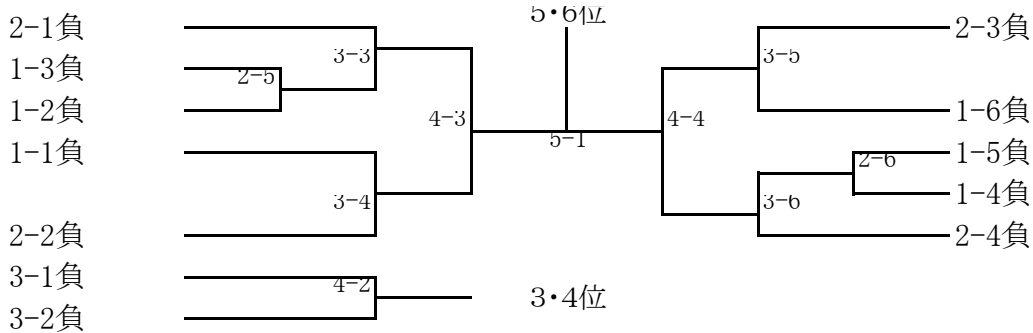 5・6位
2-1負
2-3負
3-3
3-5
1-3負
2-5
1-2負
4-3
4-4
1-6負
5-1
1-1負
2-6
1-5負
1-4負
3-4
3-6
2-2負
2-4負
3-1負
4-2
3・4位
3-2負